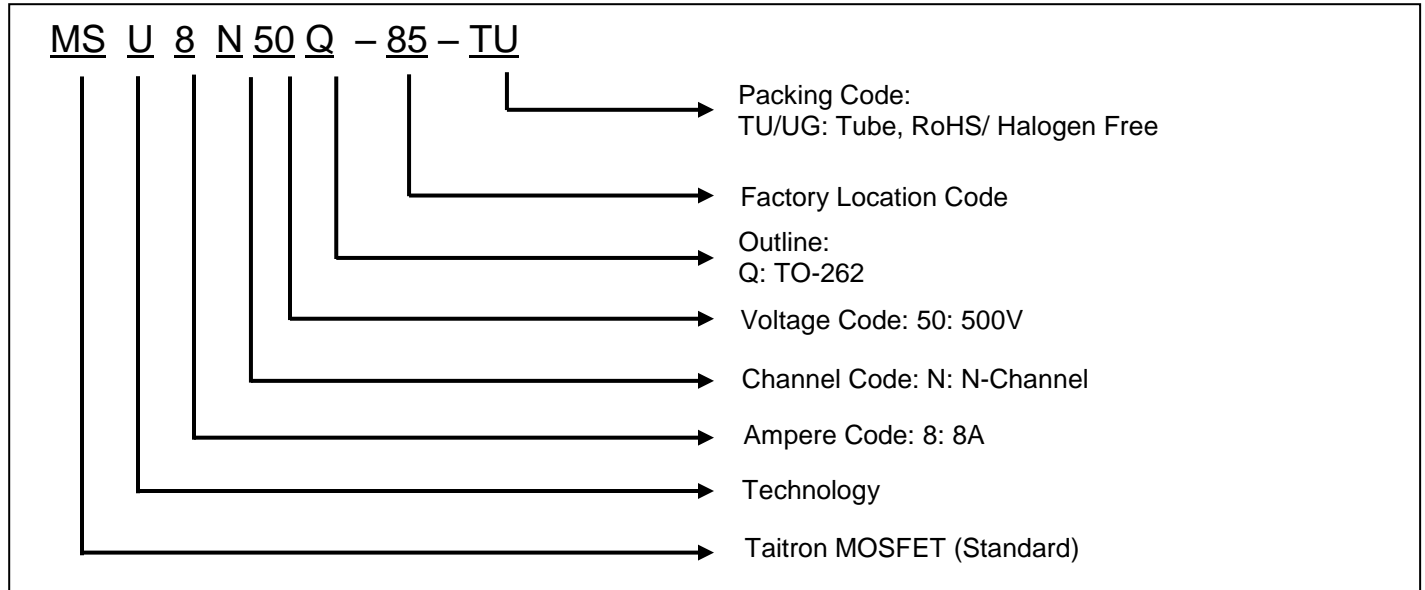 MS U 8 N 50 Q – 85 – TU
Packing Code:
TU/UG: Tube, RoHS/ Halogen Free
Factory Location Code
Outline:
Q: TO-262
Voltage Code: 50: 500V
Channel Code: N: N-Channel
Ampere Code: 8: 8A
Technology
Taitron MOSFET (Standard)